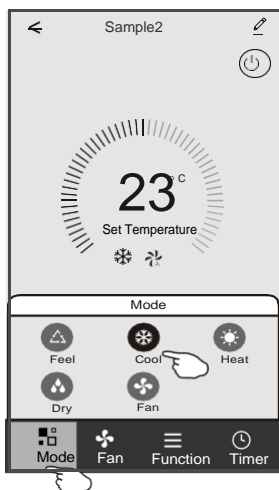 Sample2
23°C
Set Temperature
A
Mode
Feel Cool Heat
Dry Fan
Mode Fan Function Timer